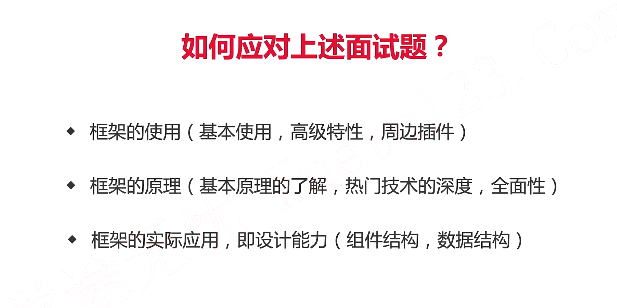 如何应对上述面试题？
◆ 框架的使用（基本使用，高级特性，周边插件）
◆ 框架的原理（基本原理的了解，热门技术的深度，全面性）
◆ 框架的实际应用，即设计能力（组件结构，数据结构）